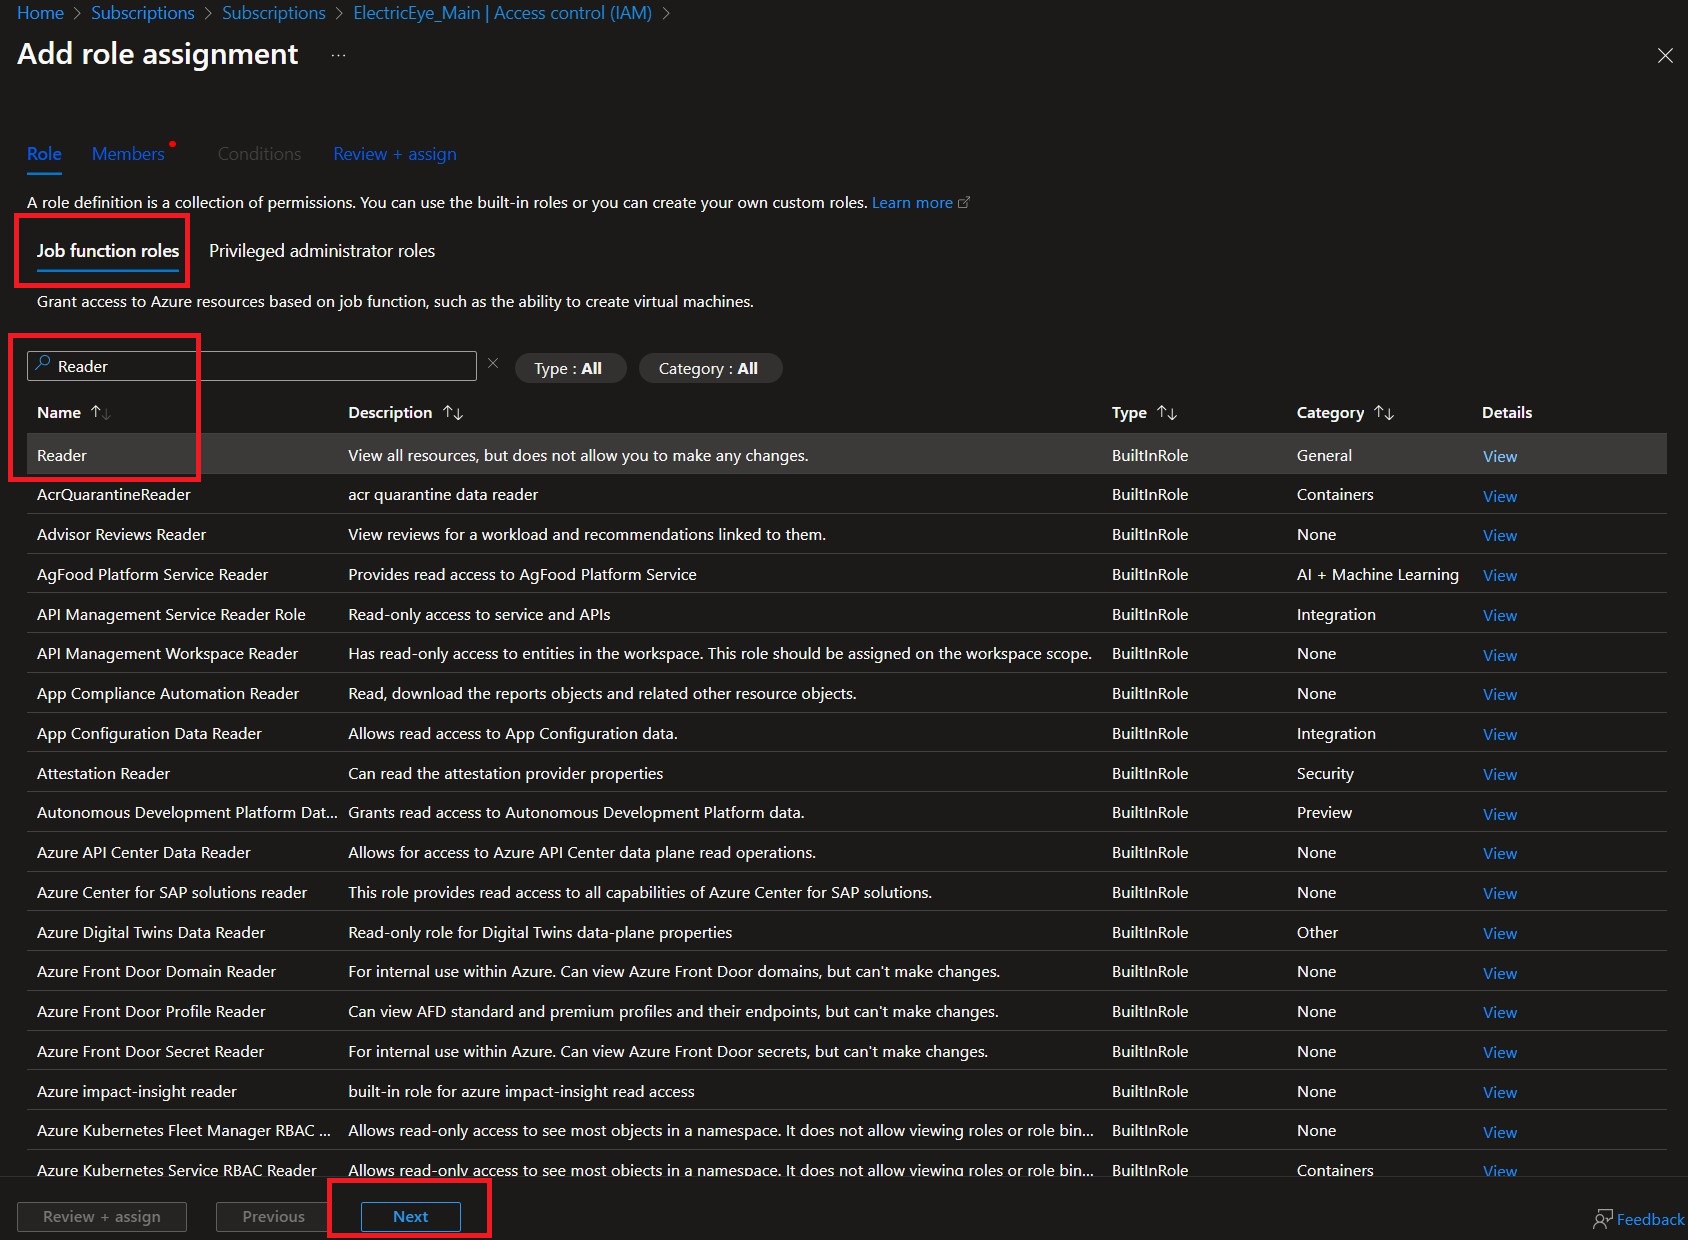 Home > Subscriptions > Subscriptions > ElectricEye_Main | Access control (IAM) >
Add role assignment ...
Role Members Conditions Review + assign
A role definition is a collection of permissions. You can use the built-in roles or you can create your own custom roles. Learn more
Job function roles Privileged administrator roles
Grant access to Azure resources based on job function, such as the ability to create virtual machines.
Reader Type : All Category : All
Name Description Type Category Details
Reader View all resources, but does not allow you to make any changes. BuiltInRole General View
AcrQuarantineReader acr quarantine data reader BuiltInRole Containers View
Advisor Reviews Reader View reviews for a workload and recommendations linked to them. BuiltInRole None View
AgFood Platform Service Reader Provides read access to AgFood Platform Service BuiltInRole AI + Machine Learning View
API Management Service Reader Role Read-only access to service and APIs BuiltInRole Integration View
API Management Workspace Reader Has read-only access to entities in the workspace. This role should be assigned on the workspace scope. BuiltInRole None View
App Compliance Automation Reader Read, download the reports objects and related other resource objects. BuiltInRole None View
App Configuration Data Reader Allows read access to App Configuration data. BuiltInRole Integration View
Attestation Reader Can read the attestation provider properties BuiltInRole Security View
Autonomous Development Platform Dat... Grants read access to Autonomous Development Platform data. BuiltInRole Preview View
Azure API Center Data Reader Allows for access to Azure API Center data plane read operations. BuiltInRole None View
Azure Center for SAP solutions reader This role provides read access to all capabilities of Azure Center for SAP solutions. BuiltInRole None View
Azure Digital Twins Data Reader Read-only role for Digital Twins data-plane properties BuiltInRole Other View
Azure Front Door Domain Reader For internal use within Azure. Can view Azure Front Door domains, but can't make changes. BuiltInRole None View
Azure Front Door Profile Reader Can view AFD standard and premium profiles and their endpoints, but can't make changes. BuiltInRole None View
Azure Front Door Secret Reader For internal use within Azure. Can view Azure Front Door secrets, but can't make changes. BuiltInRole None View
Azure impact-insight reader built-in role for azure impact-insight read access BuiltInRole None View
Azure Kubernetes Fleet Manager RBAC ... Allows read-only access to see most objects in a namespace. It does not allow viewing roles or role bin... BuiltInRole None View
Azure Kubernetes Service RBAC Reader Allows read-only access to see most objects in a namespace. It does not allow viewing roles or role bin... BuiltInRole Containers View
Review + assign Previous Next Feedback